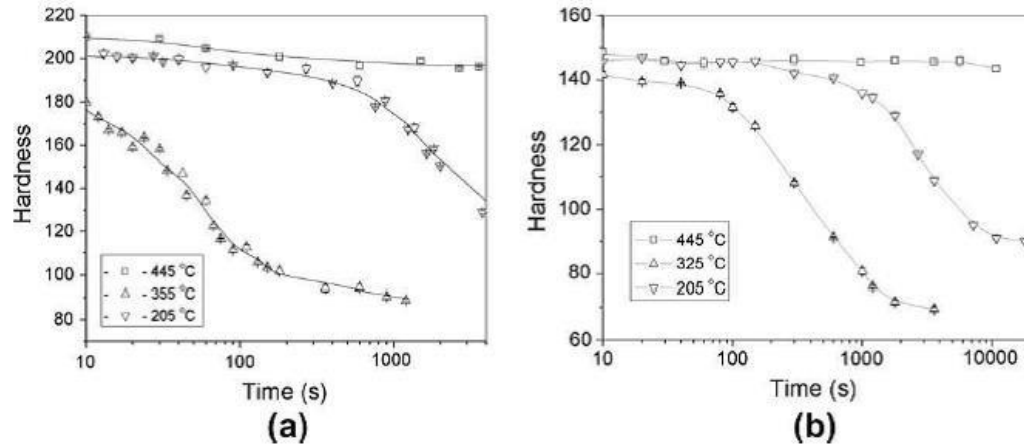 220
200
180
160
140
120
100
80
Hardness
- □ - 445 °C
- △ - 355 °C
- ▽ - 205 °C
10
100
1000
Time (s)
(a)
160
140
120
100
80
60
Hardness
□ 445 °C
△ 325 °C
▽ 205 °C
10
100
1000
10000
Time (s)
(b)